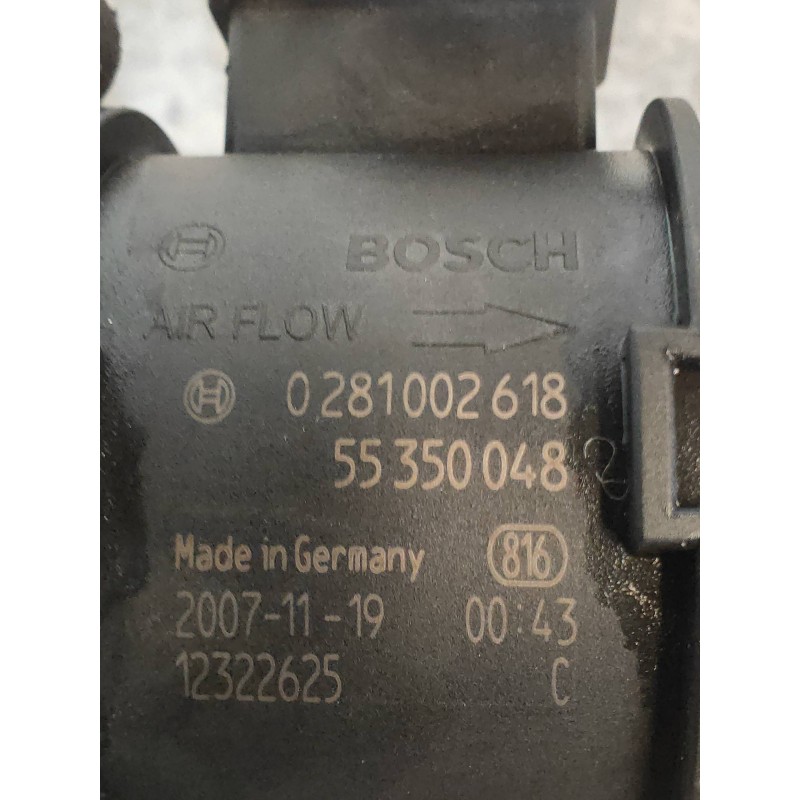 BOSCH
AIR FLOW
0 281 002 618
55 350 048 2
Made in Germany 816
2007-11-19 00:43
12322625 C